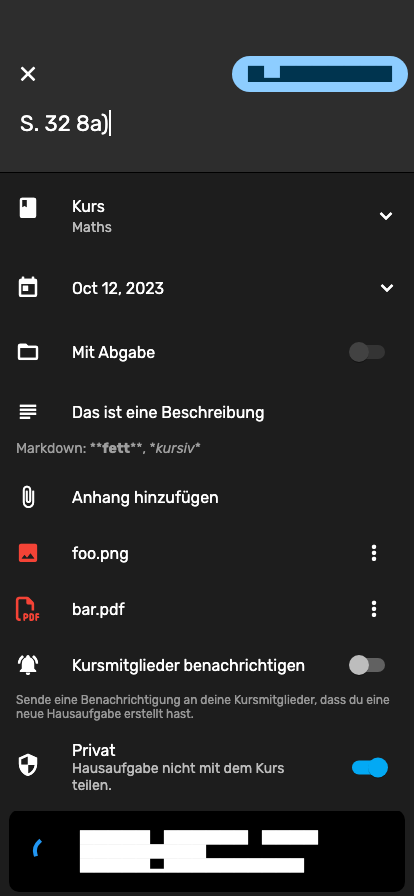 S. 32 8a)
Kurs
Maths
Oct 12, 2023
Mit Abgabe
Das ist eine Beschreibung
Markdown: **fett**, *kursiv*
Anhang hinzufügen
foo.png
bar.pdf
PDF
Kursmitglieder benachrichtigen
Sende eine Benachrichtigung an deine Kursmitglieder, dass du eine
neue Hausaufgabe erstellt hast.
Privat
Hausaufgabe nicht mit dem Kurs
teilen.